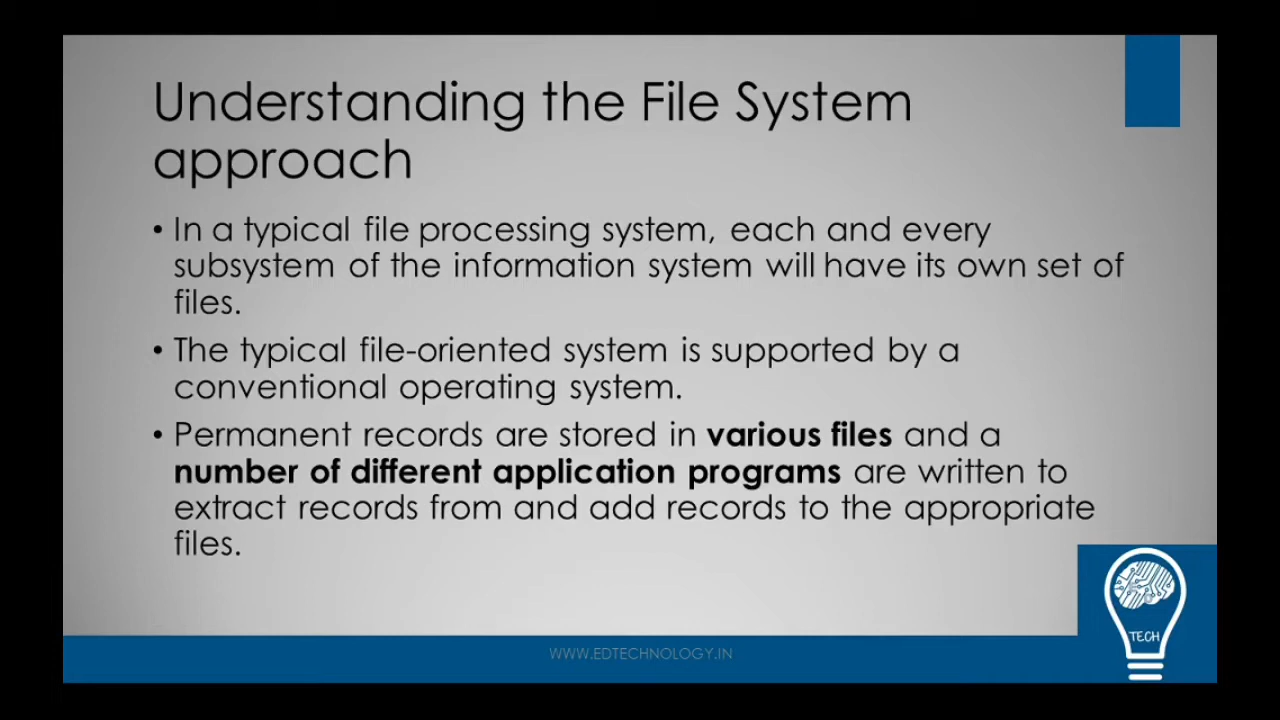 Understanding the File System
approach
• In a typical file processing system, each and every
subsystem of the information system will have its own set of
files.
• The typical file-oriented system is supported by a
conventional operating system.
• Permanent records are stored in various files and a
number of different application programs are written to
extract records from and add records to the appropriate
files.
TECH
WWW.EDTECHNOLOGY.IN